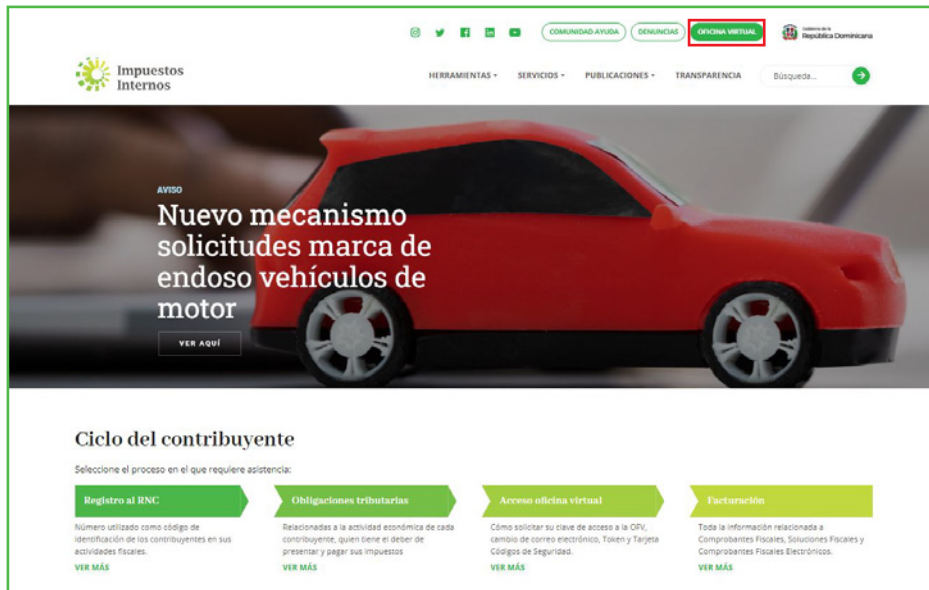 COMUNIDAD AYUDA
DENUNCIAS
OFICINA VIRTUAL
Gobierno de la
República Dominicana
Impuestos
Internos
HERRAMIENTAS
SERVICIOS
PUBLICACIONES
TRANSPARENCIA
Búsqueda...
AVISO
Nuevo mecanismo
solicitudes marca de
endoso vehículos de
motor
VER AQUÍ
Ciclo del contribuyente
Seleccione el proceso en el que requiere asistencia:
Registro al RNC
Número utilizado como código de
identificación de los contribuyentes en sus
actividades fiscales.
VER MÁS
Obligaciones tributarias
Relacionadas a la actividad económica de cada
contribuyente, quien tiene el deber de
presentar y pagar sus impuestos
VER MÁS
Acceso oficina virtual
Cómo solicitar su clave de acceso a la OFV,
cambio de correo electrónico, Token y Tarjeta
Códigos de Seguridad.
VER MÁS
Facturación
Toda la información relacionada a
Comprobantes Fiscales, Soluciones Fiscales y
Comprobantes Fiscales Electrónicos.
VER MÁS